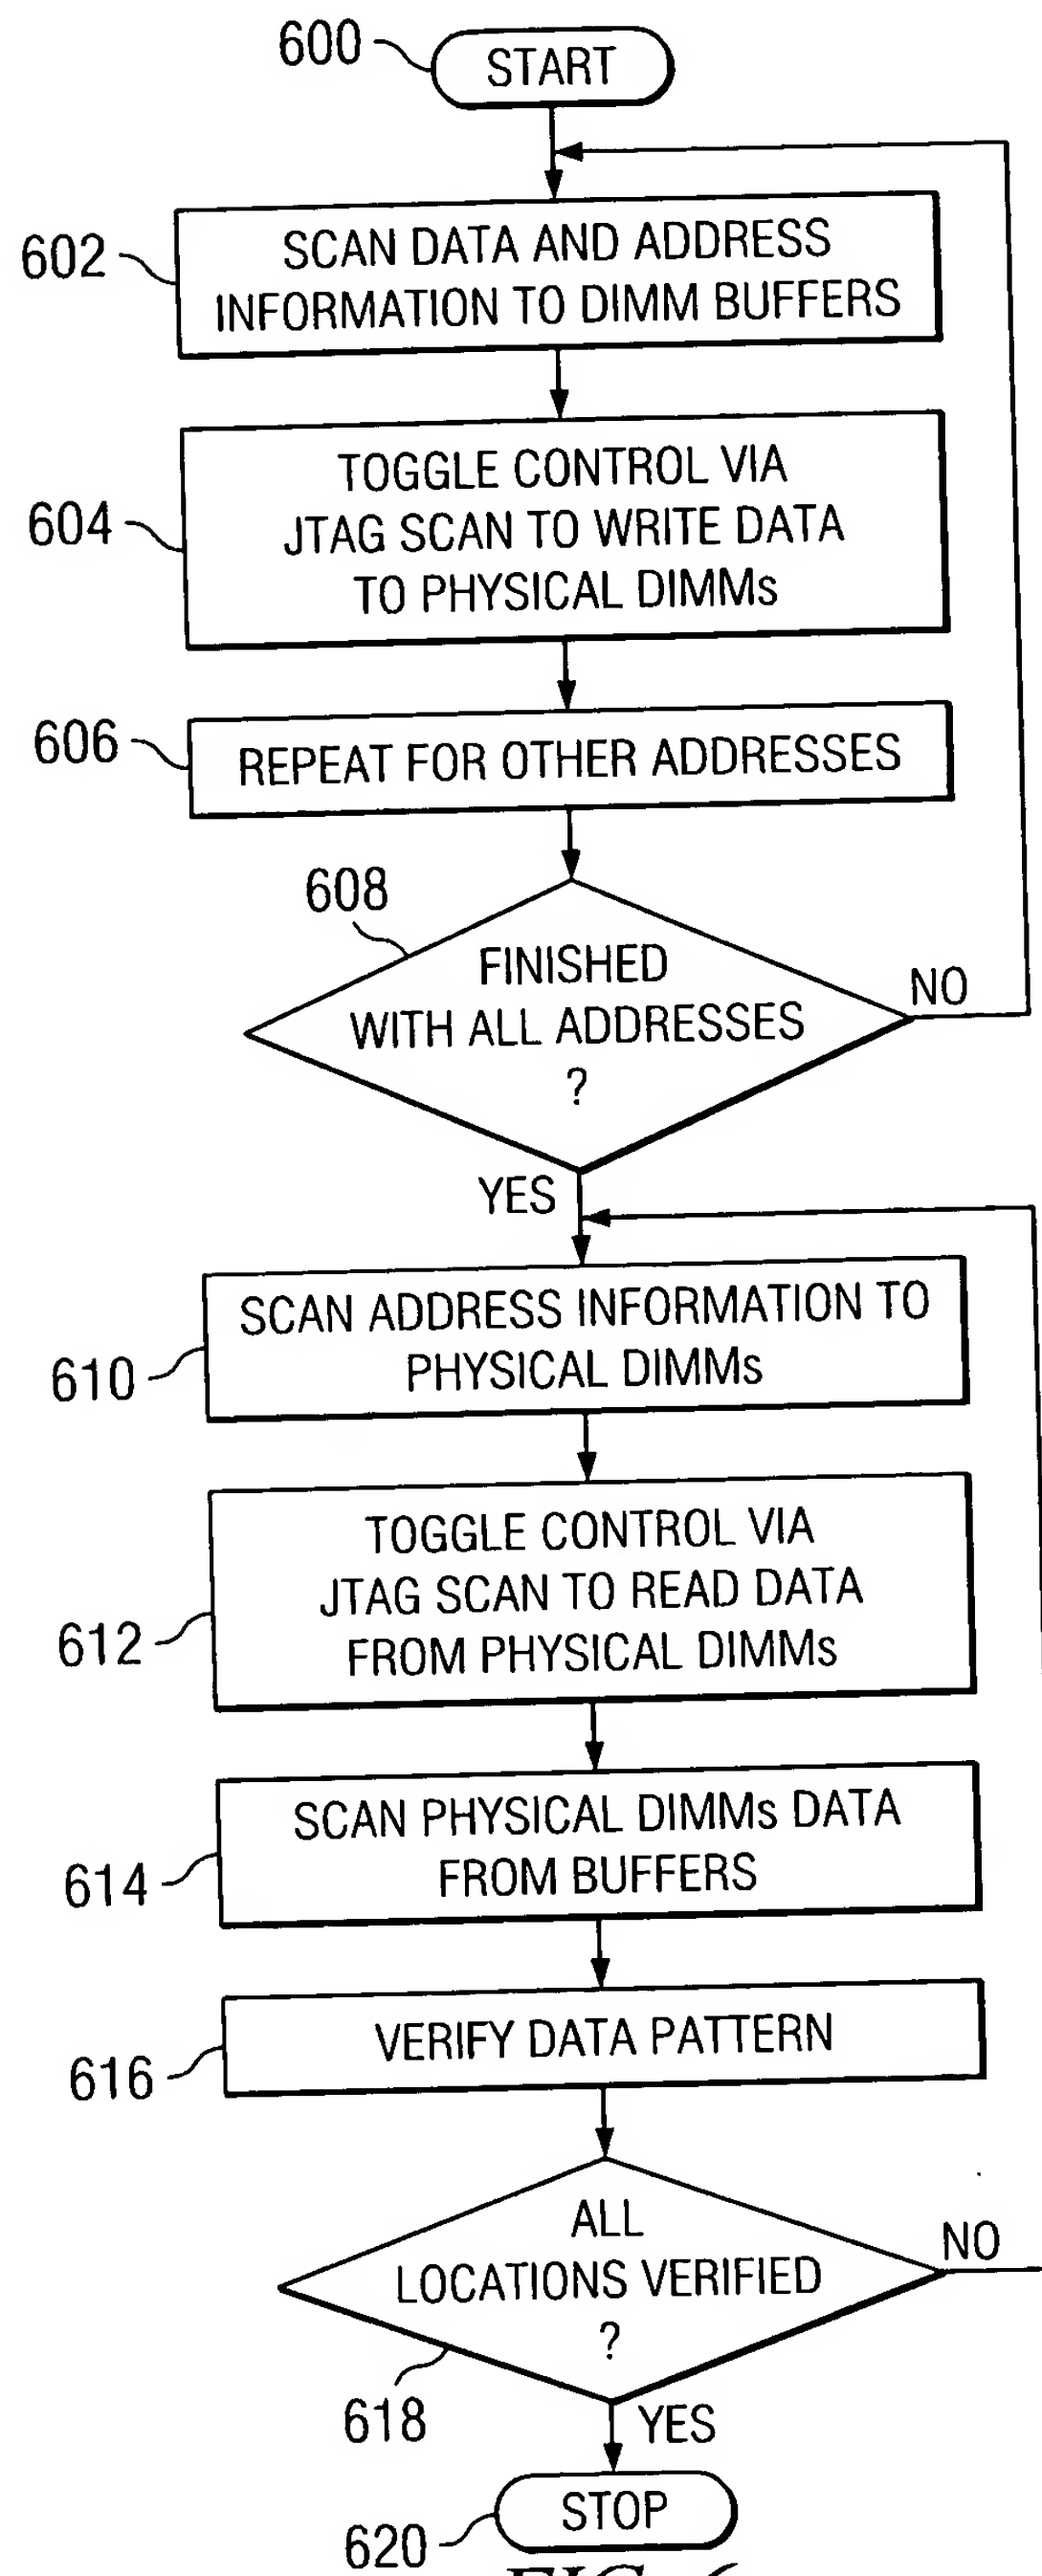 600
START
602
SCAN DATA AND ADDRESS
INFORMATION TO DIMM BUFFERS
604
TOGGLE CONTROL VIA
JTAG SCAN TO WRITE DATA
TO PHYSICAL DIMMs
606
REPEAT FOR OTHER ADDRESSES
608
FINISHED
WITH ALL ADDRESSES
?
NO
YES
610
SCAN ADDRESS INFORMATION TO
PHYSICAL DIMMs
612
TOGGLE CONTROL VIA
JTAG SCAN TO READ DATA
FROM PHYSICAL DIMMs
614
SCAN PHYSICAL DIMMs DATA
FROM BUFFERS
616
VERIFY DATA PATTERN
ALL
LOCATIONS VERIFIED
?
NO
618
YES
STOP
620